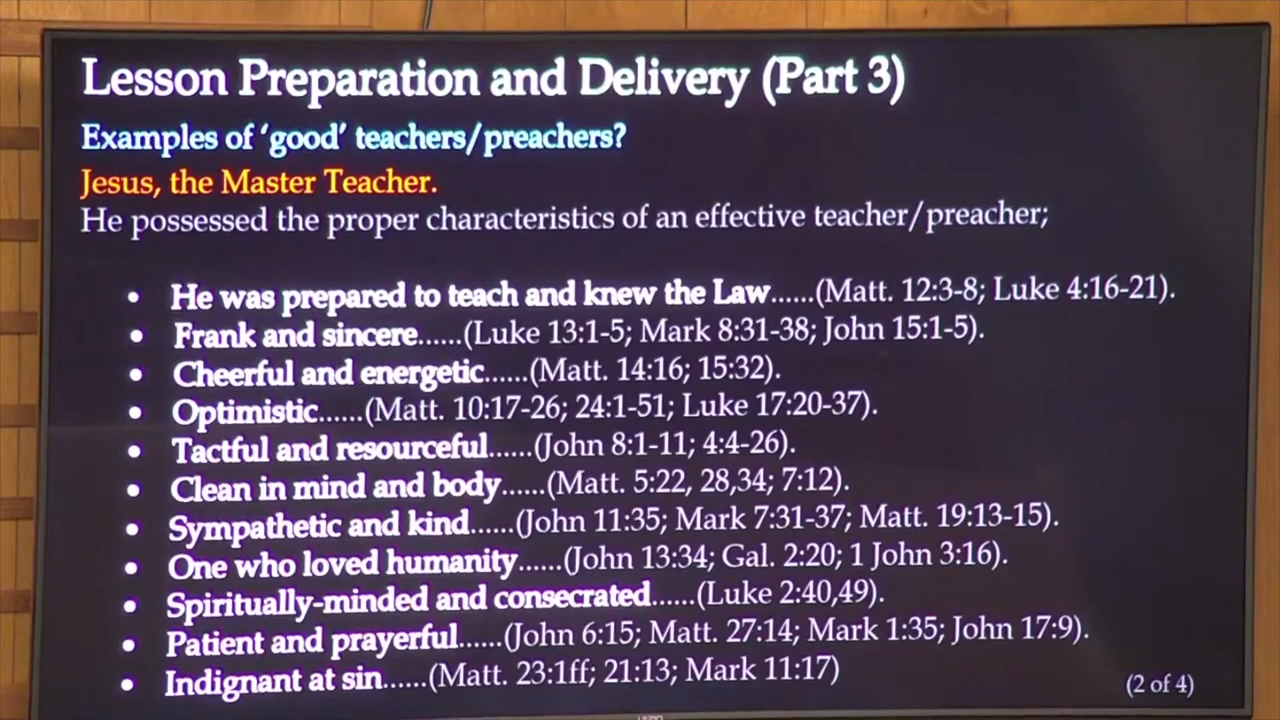 Lesson Preparation and Delivery (Part 3)
Examples of ‘good’ teachers/preachers?
Jesus, the Master Teacher.
He possessed the proper characteristics of an effective teacher/preacher;
• He was prepared to teach and knew the Law......(Matt. 12:3-8; Luke 4:16-21).
• Frank and sincere......(Luke 13:1-5; Mark 8:31-38; John 15:1-5).
• Cheerful and energetic......(Matt. 14:16; 15:32).
• Optimistic......(Matt. 10:17-26; 24:1-51; Luke 17:20-37).
• Tactful and resourceful......(John 8:1-11; 4:4-26).
• Clean in mind and body......(Matt. 5:22, 28,34; 7:12).
• Sympathetic and kind......(John 11:35; Mark 7:31-37; Matt. 19:13-15).
• One who loved humanity......(John 13:34; Gal. 2:20; 1 John 3:16).
• Spiritually-minded and consecrated......(Luke 2:40,49).
• Patient and prayerful......(John 6:15; Matt. 27:14; Mark 1:35; John 17:9).
• Indignant at sin......(Matt. 23:1ff; 21:13; Mark 11:17)
(2 of 4)